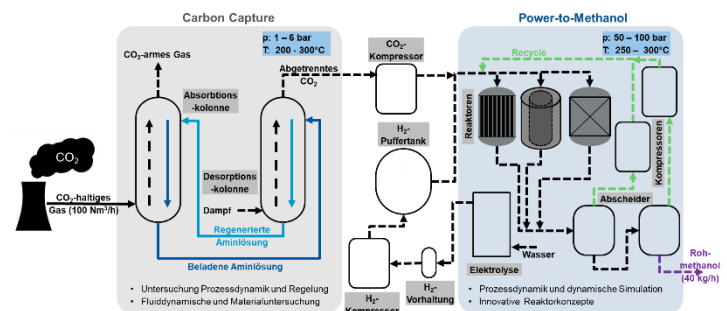 Carbon Capture
Power-to-Methanol
p: 1 – 6 bar
T: 200 - 300°C
p: 50 – 100 bar
T: 250 – 300°C
CO₂-armes Gas
Abgetrenntes
CO₂
CO₂-
Kompressor
Recycle
Absorbtions
-kolonne
Reaktoren
Kompressoren
CO₂
H₂-
Puffertank
CO₂-haltiges
Gas (100 Nm³/h)
Desorptions
-kolonne
Dampf
Regenerierte
Aminlösung
Beladene Aminlösung
Abscheider
Wasser
Elektrolyse
Roh-
methanol
(40 kg/h)
H₂-
Kompressor
H₂-
Vorhaltung
• Untersuchung Prozessdynamik und Regelung
• Fluiddynamische und Materialuntersuchung
• Prozessdynamik und dynamische Simulation
• Innovative Reaktorkonzepte